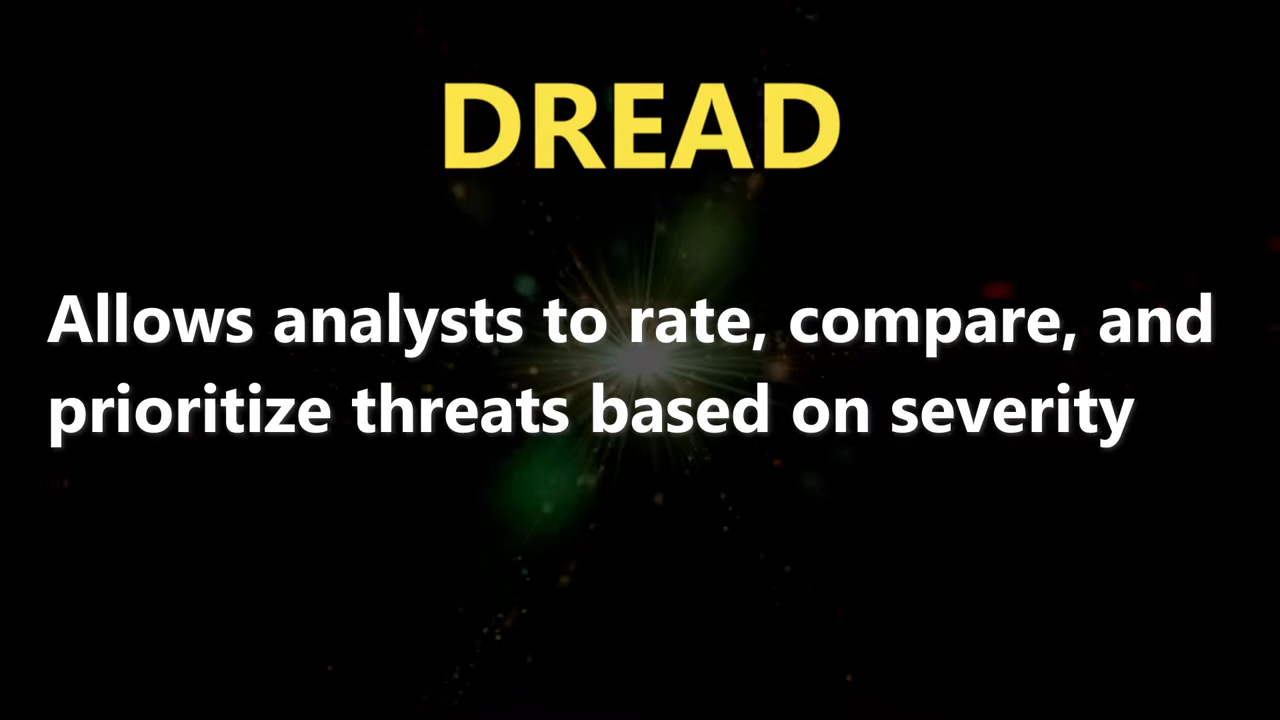 DREAD
Allows analysts to rate, compare, and
prioritize threats based on severity